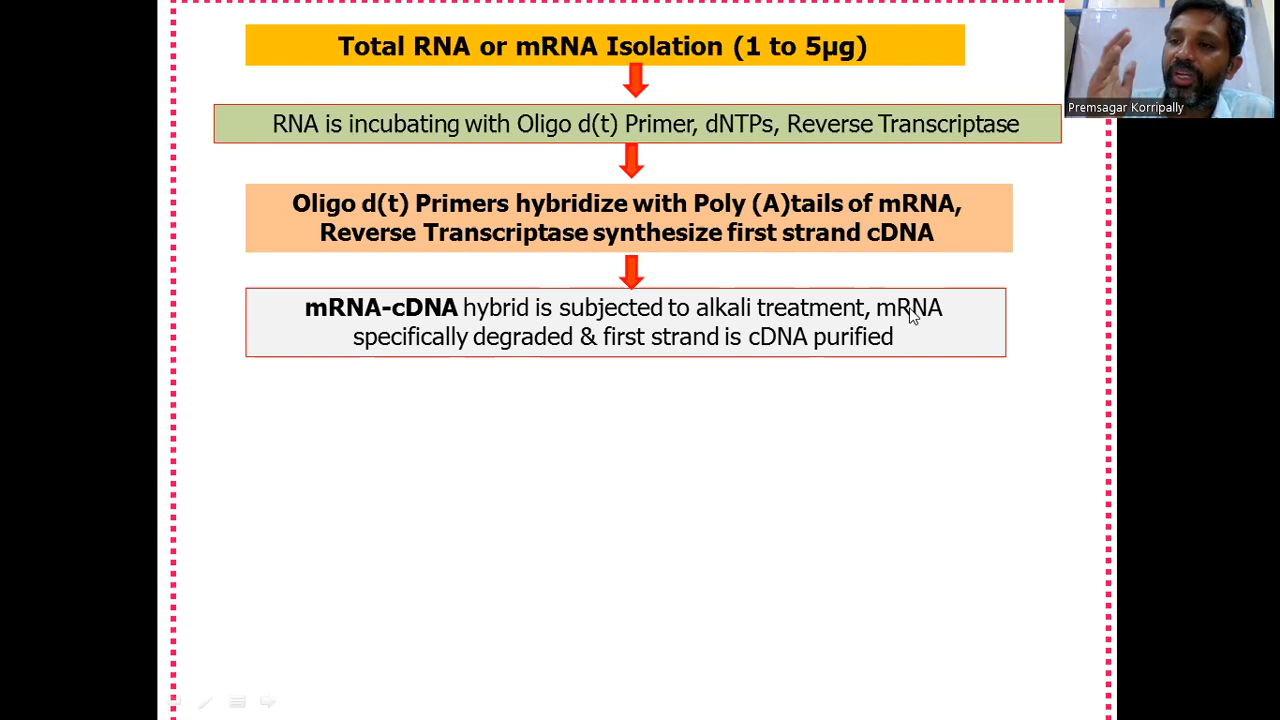 Total RNA or mRNA Isolation (1 to 5µg)
Premsagar Korripally
RNA is incubating with Oligo d(t) Primer, dNTPs, Reverse Transcriptase
Oligo d(t) Primers hybridize with Poly (A)tails of mRNA,
Reverse Transcriptase synthesize first strand cDNA
mRNA-cDNA hybrid is subjected to alkali treatment, mRNA
specifically degraded & first strand is cDNA purified